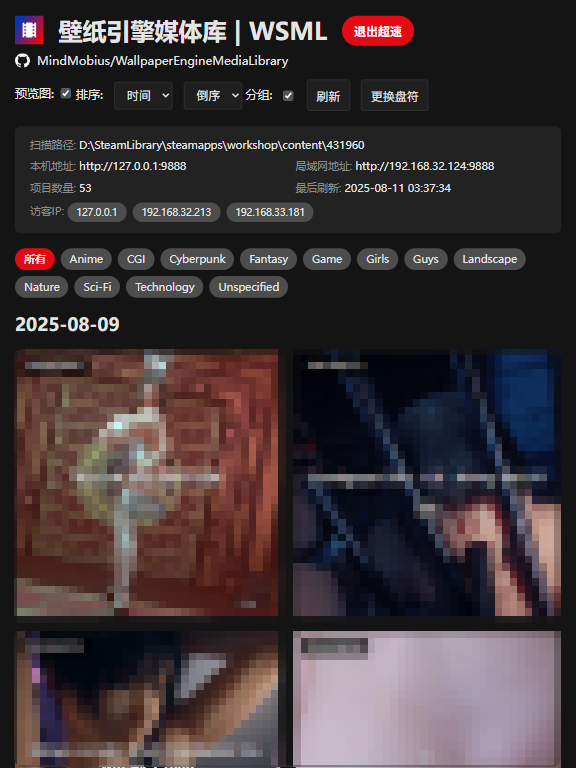 壁纸引擎媒体库 | WSML 退出超速
MindMobius/WallpaperEngineMediaLibrary
预览图: 排序: 时间 倒序 分组: 刷新 更换盘符
扫描路径: D:\SteamLibrary\steamapps\workshop\content\431960
本机地址: http://127.0.0.1:9888 局域网地址: http://192.168.32.124:9888
项目数量: 53 最后刷新: 2025-08-11 03:37:34
访客IP: 127.0.0.1 192.168.32.213 192.168.33.181
所有 Anime CGI Cyberpunk Fantasy Game Girls Guys Landscape
Nature Sci-Fi Technology Unspecified
2025-08-09